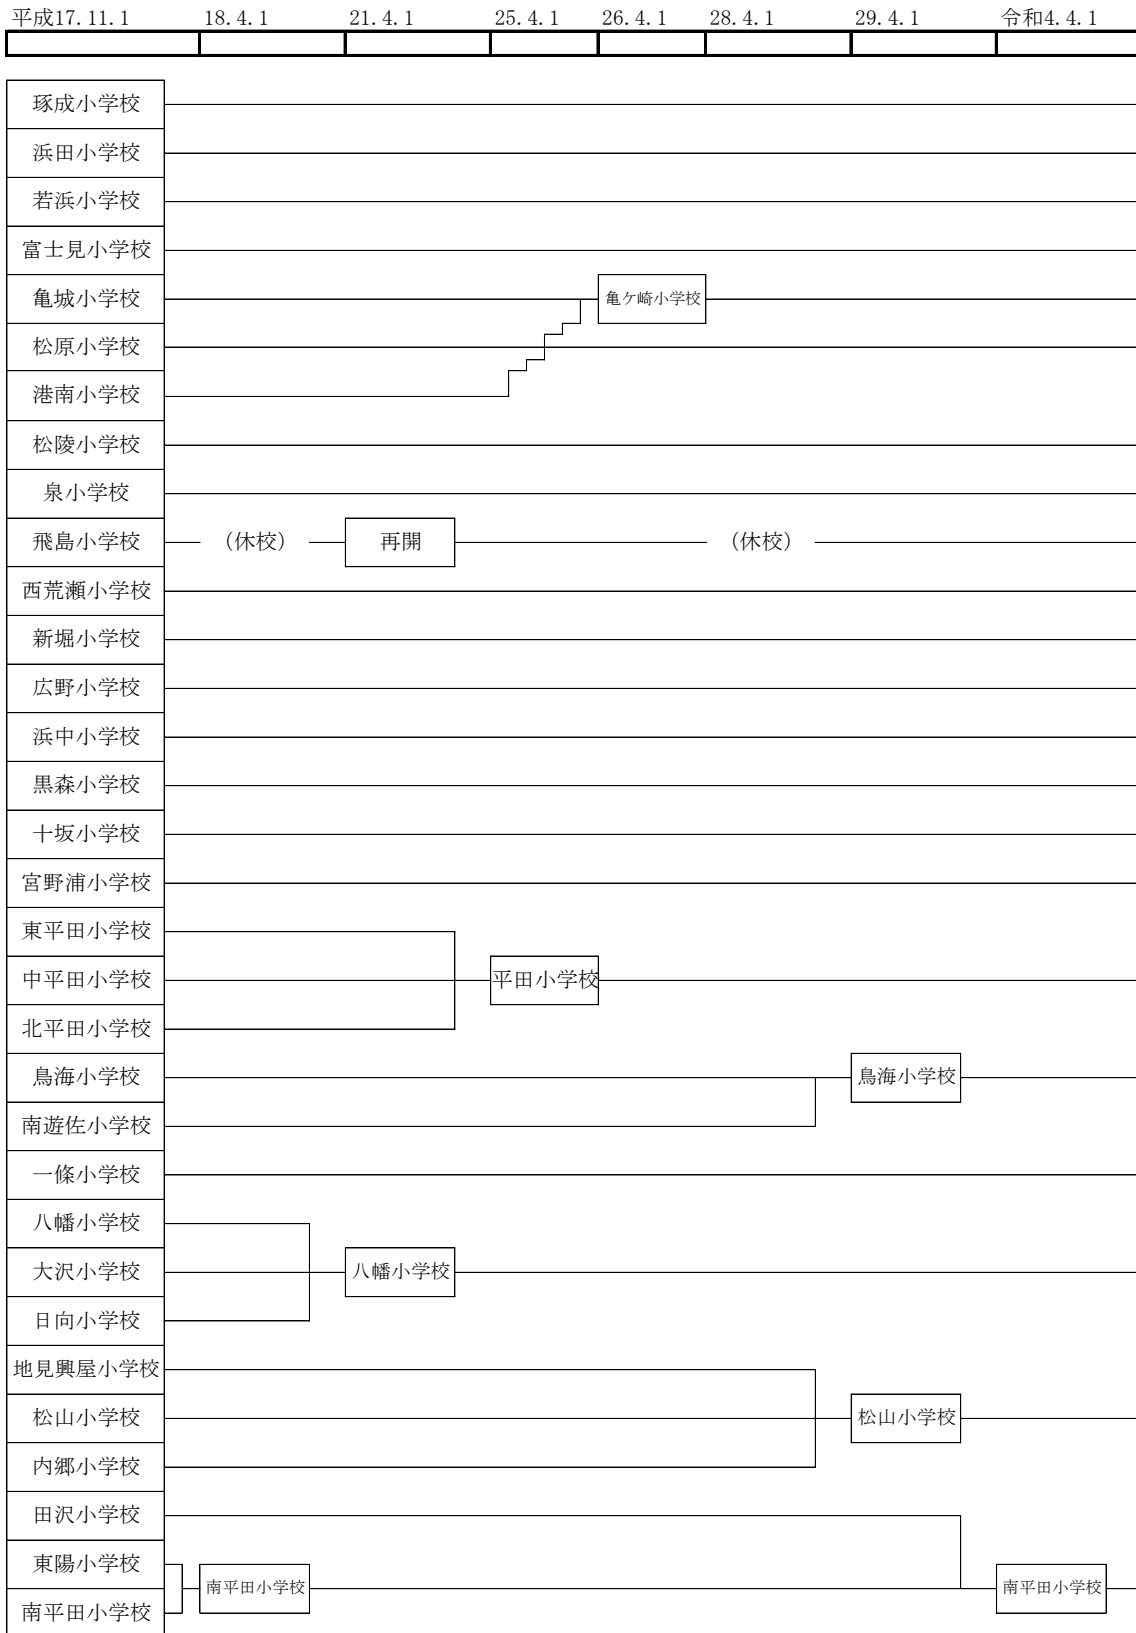 平成17.11.1 18.4.1 21.4.1 25.4.1 26.4.1 28.4.1 29.4.1 令和4.4.1
琢成小学校
浜田小学校
若浜小学校
富士見小学校
亀城小学校 亀ケ崎小学校
松原小学校
港南小学校
松陵小学校
泉小学校
飛島小学校 (休校) 再開 (休校)
西荒瀬小学校
新堀小学校
広野小学校
浜中小学校
黒森小学校
十坂小学校
宮野浦小学校
東平田小学校
中平田小学校 平田小学校
北平田小学校
鳥海小学校 鳥海小学校
南遊佐小学校
一條小学校
八幡小学校
大沢小学校 八幡小学校
日向小学校
地見興屋小学校
松山小学校 松山小学校
内郷小学校
田沢小学校
東陽小学校
南平田小学校 南平田小学校
南平田小学校